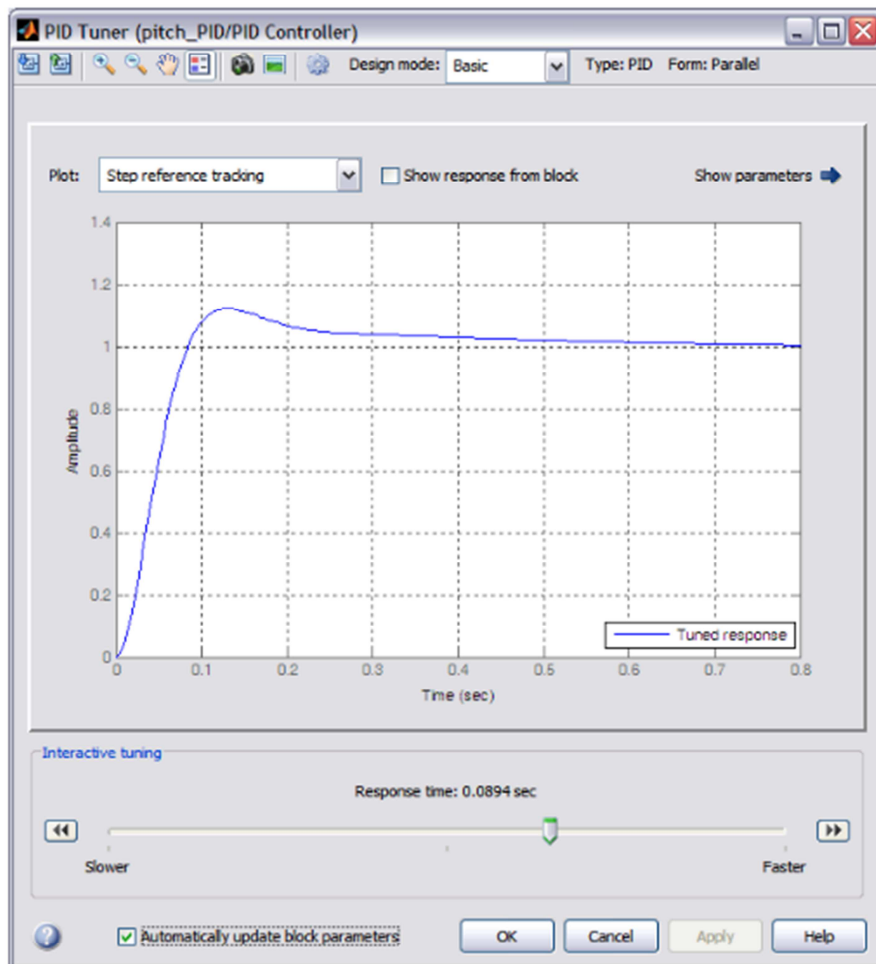 PID Tuner (pitch_PID/PID Controller)
Design mode: Basic Type: PID Form: Parallel
Plot: Step reference tracking Show response from block Show parameters
1.4
1.2
1
0.8
0.6
0.4
0.2
0
Amplitude
Tuned response
0 0.1 0.2 0.3 0.4 0.5 0.6 0.7 0.8
Time (sec)
Interactive tuning
Response time: 0.0894 sec
Slower Faster
Automatically update block parameters OK Cancel Apply Help